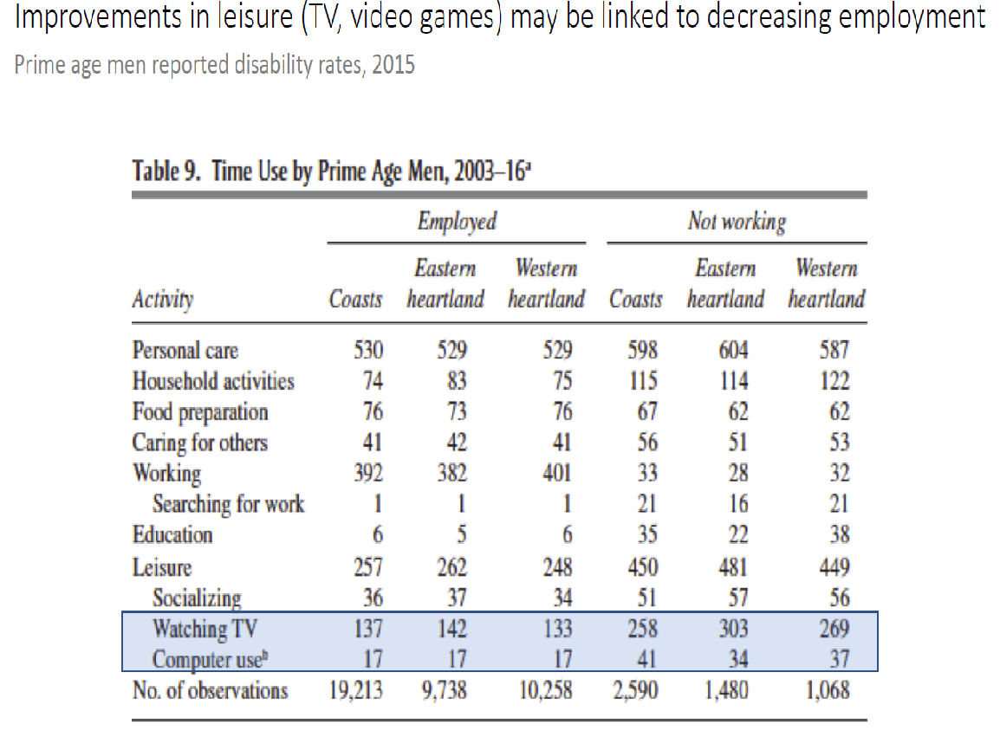 Improvements in leisure (TV, video games) may be linked to decreasing employment
Prime age men reported disability rates, 2015
Table 9. Time Use by Prime Age Men, 2003–16ª
Employed Not working
Eastern Western Eastern Western
Activity Coasts heartland heartland Coasts heartland heartland
Personal care 530 529 529 598 604 587
Household activities 74 83 75 115 114 122
Food preparation 76 73 76 67 62 62
Caring for others 41 42 41 56 51 53
Working 392 382 401 33 28 32
Searching for work 1 1 1 21 16 21
Education 6 5 6 35 22 38
Leisure 257 262 248 450 481 449
Socializing 36 37 34 51 57 56
Watching TV 137 142 133 258 303 269
Computer useᵇ 17 17 17 41 34 37
No. of observations 19,213 9,738 10,258 2,590 1,480 1,068